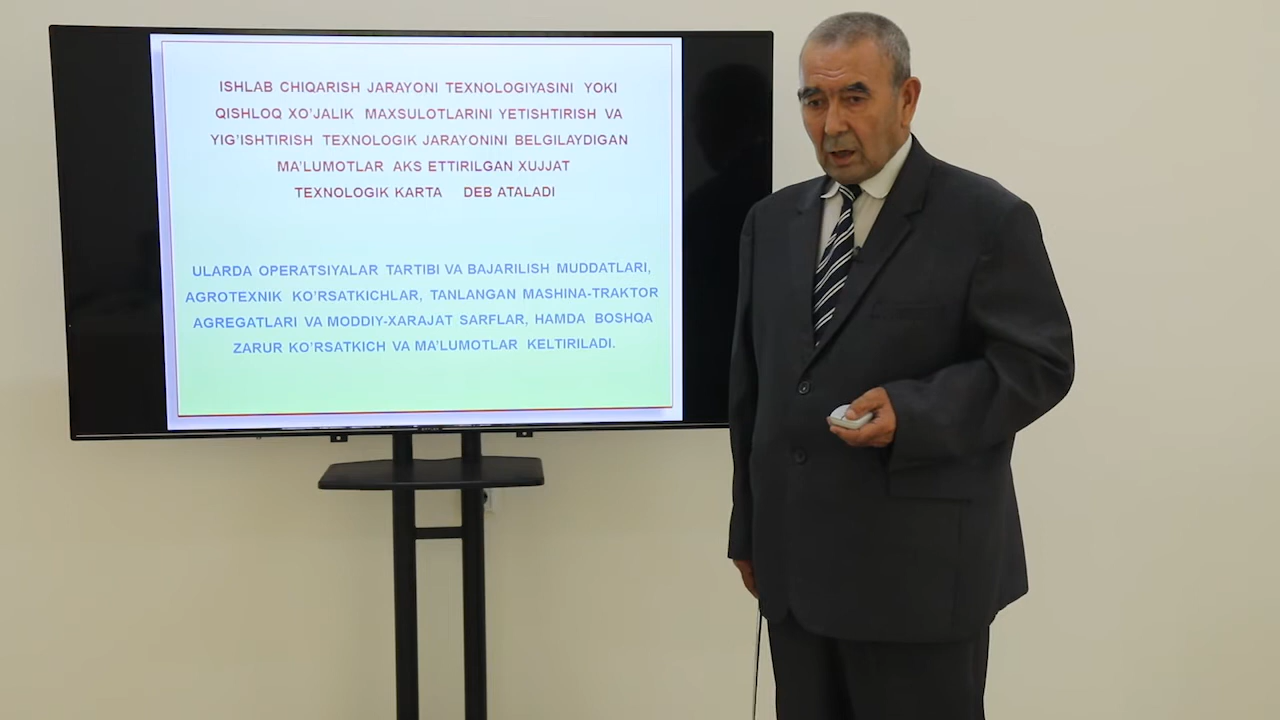 ISHLAB CHIQARISH JARAYONI TEXNOLOGIYASINI YOKI
QISHLOQ XO'JALIK MAXSULOTLARINI YETISHTIRISH VA
YIG'ISHTIRISH TEXNOLOGIK JARAYONINI BELGILAYDIGAN
MA'LUMOTLAR AKS ETTIRILGAN XUJJAT
TEXNOLOGIK KARTA DEB ATALADI
ULARDA OPERATSIYALAR TARTIBI VA BAJARILISH MUDDATLARI,
AGROTEXNIK KO'RSATKICHLAR, TANLANGAN MASHINA-TRAKTOR
AGREGATLARI VA MODDIY-XARAJAT SARFLAR, HAMDA BOSHQA
ZARUR KO'RSATKICH VA MA'LUMOTLAR KELTIRILADI.